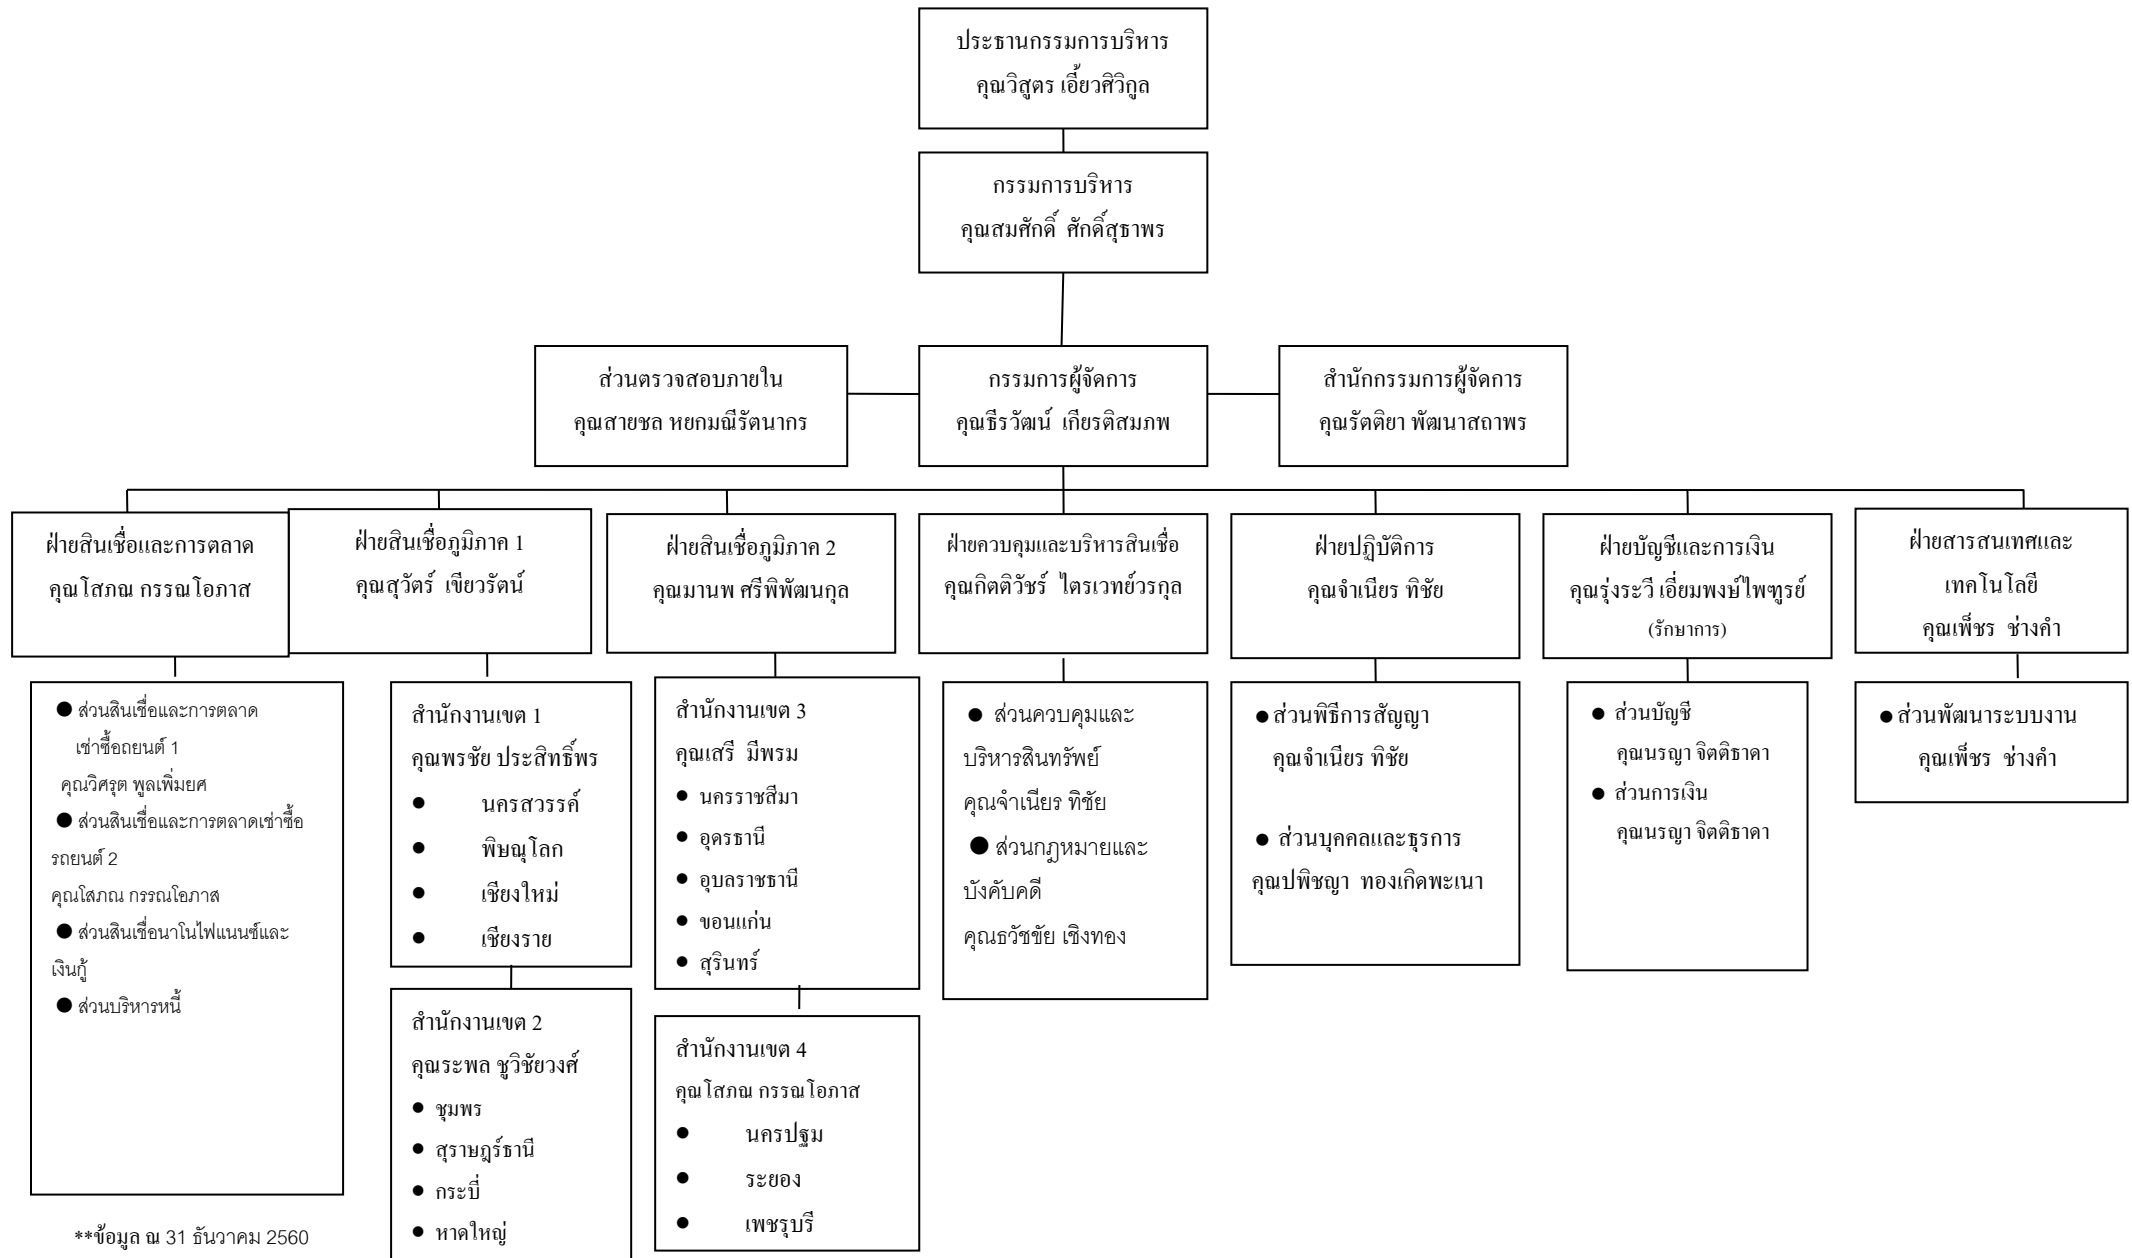 ประธานกรรมการบริหาร
คุณวิสูตร เอี้ยวศิวิกูล
กรรมการบริหาร
คุณสมศักดิ์ ศักดิ์สุธาพร
ส่วนตรวจสอบภายใน
คุณสายชล หยกมณีรัตนากร
กรรมการผู้จัดการ
คุณธีรวัฒน์ เกียรติสมภพ
สำนักกรรมการผู้จัดการ
คุณรัตติยา พัฒนาสถาพร
ฝ่ายสินเชื่อและการตลาด
คุณโสภณ กรรณโอภาส
ฝ่ายสินเชื่อภูมิภาค 1
คุณสุวัตร์ เขียวรัตน์
ฝ่ายสินเชื่อภูมิภาค 2
คุณมานพ ศรีพิพัฒนกุล
ฝ่ายควบคุมและบริหารสินเชื่อ
คุณกิตติวัชร์ ไตรเวทย์วรกุล
ฝ่ายปฏิบัติการ
คุณจำเนียร ทิชัย
ฝ่ายบัญชีและการเงิน
คุณรุ่งระวี เอี่ยมพงษ์ไพฑูรย์
(รักษาการ)
ฝ่ายสารสนเทศและ
เทคโนโลยี
คุณเพ็ชร ช่างคำ
● ส่วนสินเชื่อและการตลาด
เช่าซื้อถยนต์ 1
คุณวิศรุต พูลเพิ่มยศ
● ส่วนสินเชื่อและการตลาดเช่าซื้อ
รถยนต์ 2
คุณโสภณ กรรณโอภาส
● ส่วนสินเชื่อนาโนไฟแนนซ์และ
เงินกู้
● ส่วนบริหารหนี้
สำนักงานเขต 1
คุณพรชัย ประสิทธิ์พร
● นครสวรรค์
● พิษณุโลก
● เชียงใหม่
● เชียงราย
สำนักงานเขต 2
คุณระพล ชูวิชัยวงศ์
● ชุมพร
● สุราษฎร์ธานี
● กระบี่
● หาดใหญ่
สำนักงานเขต 3
คุณเสรี มีพรม
● นครราชสีมา
● อุดรธานี
● อุบลราชธานี
● ขอนแก่น
● สุรินทร์
สำนักงานเขต 4
คุณโสภณ กรรณโอภาส
● นครปฐม
● ระยอง
● เพชรุบรี
● ส่วนควบคุมและ
บริหารสินทรัพย์
คุณจำเนียร ทิชัย
● ส่วนกฎหมายและ
บังคับคดี
คุณธวัชขัย เชิงทอง
● ส่วนพิธีการสัญญา
คุณจำเนียร ทิชัย
● ส่วนบุคคลและธุรการ
คุณปพิชญา ทองเกิดพะเนา
● ส่วนบัญชี
คุณนรญา จิตติธาดา
● ส่วนการเงิน
คุณนรญา จิตติธาดา
● ส่วนพัฒนาระบบงาน
คุณเพ็ชร ช่างคำ
**ข้อมูล ณ 31 ธันวาคม 2560